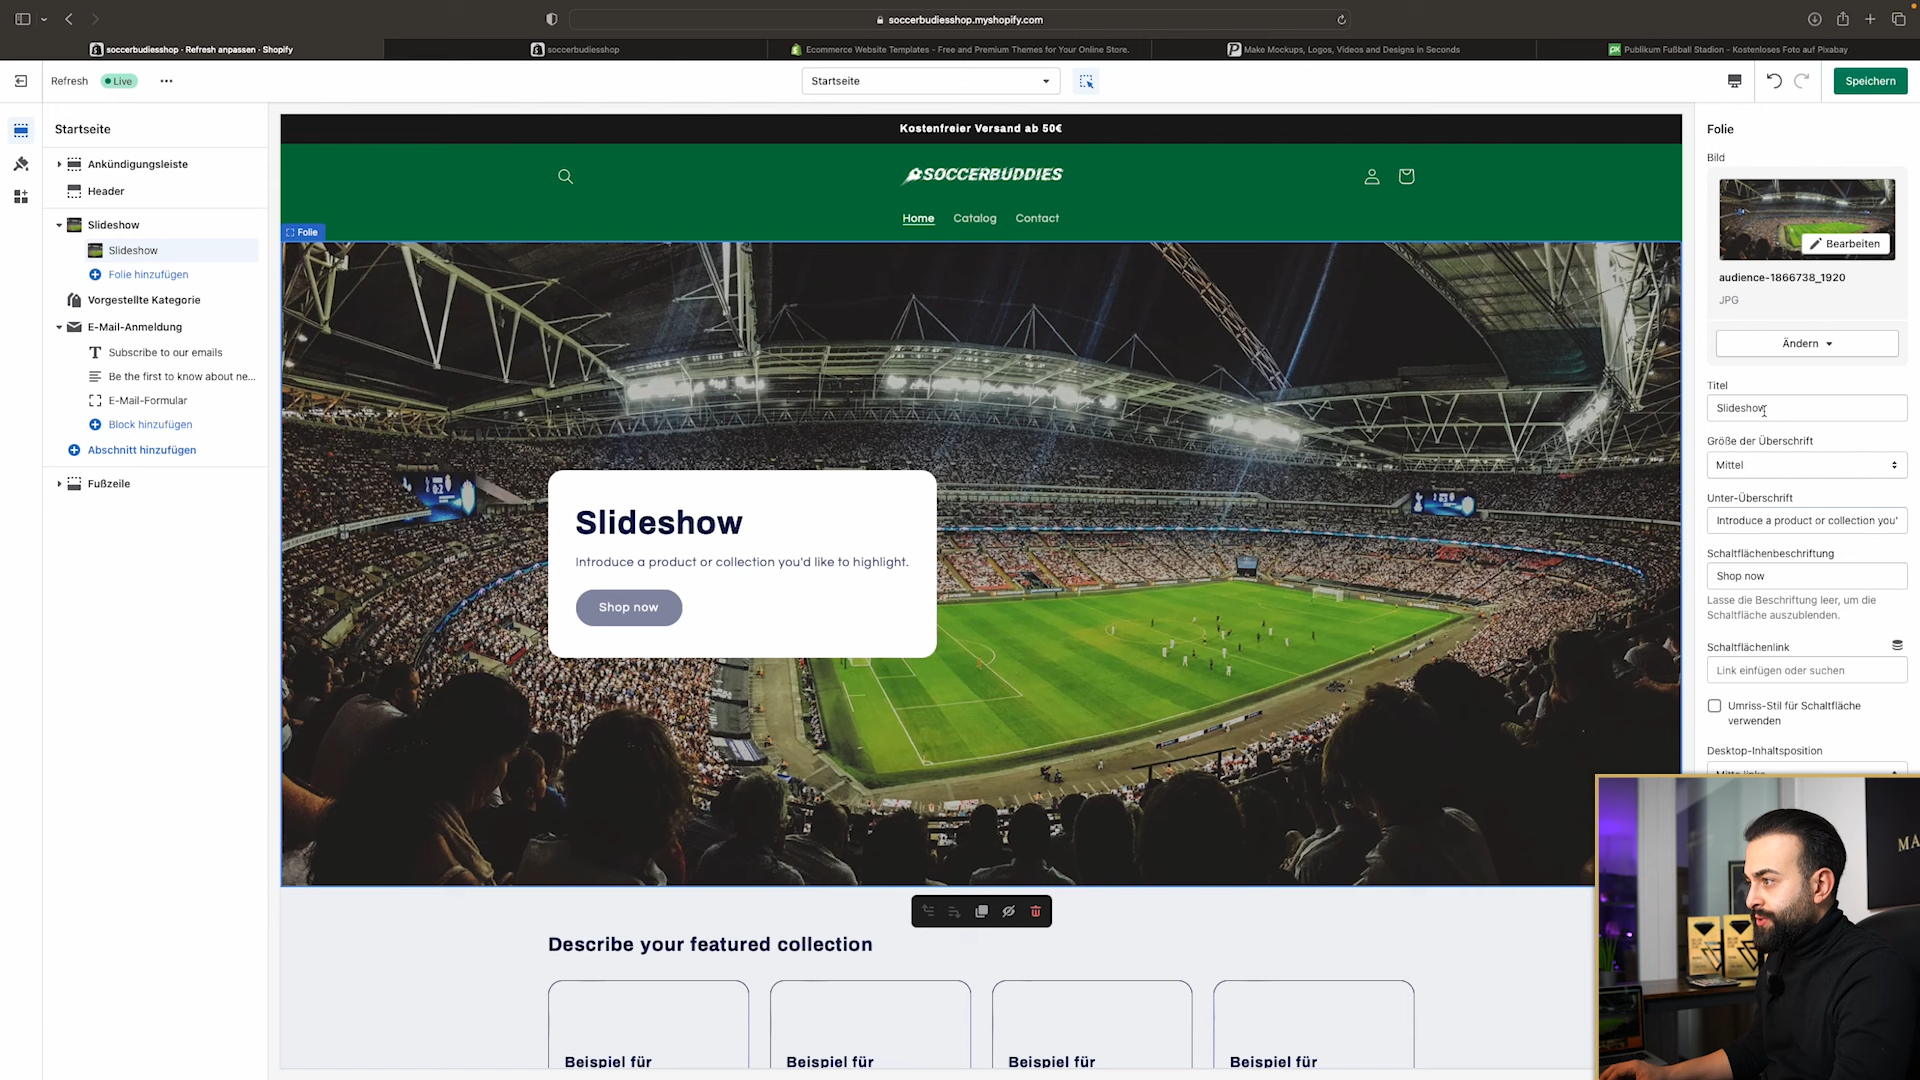 soccerbudiesshop.myshopify.com
soccerbudiesshop · Refresh anpassen · Shopify
soccerbudiesshop
Ecommerce Website Templates - Free and Premium Themes for Your Online Store.
Make Mockups, Logos, Videos and Designs in Seconds
Publikum Fußball Stadion - Kostenloses Foto auf Pixabay
Refresh
Live
Startseite
Speichern
Startseite
Ankündigungsleiste
Header
Slideshow
Slideshow
Folie hinzufügen
Vorgestellte Kategorie
E-Mail-Anmeldung
Subscribe to our emails
Be the first to know about ne...
E-Mail-Formular
Block hinzufügen
Abschnitt hinzufügen
Fußzeile
Kostenfreier Versand ab 50€
SOCCERBUDDIES
Home
Catalog
Contact
Folie
Slideshow
Introduce a product or collection you'd like to highlight.
Shop now
Describe your featured collection
Beispiel für
Beispiel für
Beispiel für
Beispiel für
Folie
Bild
Bearbeiten
audience-1866738_1920
JPG
Ändern
Titel
Slideshow
Größe der Überschrift
Mittel
Unter-Überschrift
Introduce a product or collection you'
Schaltflächenbeschriftung
Shop now
Lasse die Beschriftung leer, um die
Schaltfläche auszublenden.
Schaltflächenlink
Link einfügen oder suchen
Umriss-Stil für Schaltfläche
verwenden
Desktop-Inhaltsposition
Mitte links
MA